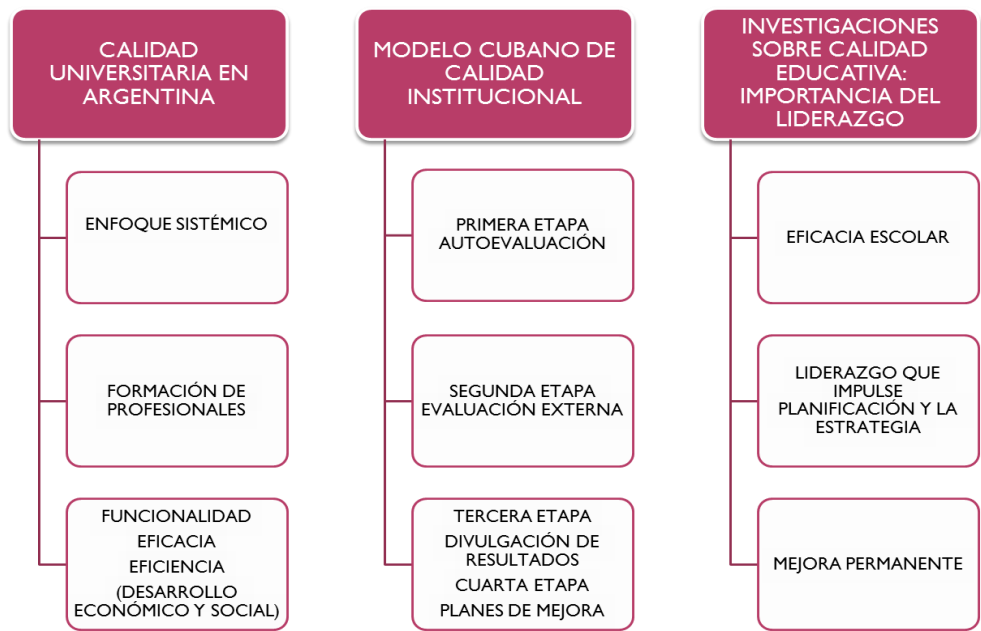 CALIDAD
UNIVERSITARIA EN
ARGENTINA
ENFOQUE SISTÉMICO
FORMACIÓN DE
PROFESIONALES
FUNCIONALIDAD
EFICACIA
EFICIENCIA
(DESARROLLO
ECONÓMICO Y SOCIAL)
MODELO CUBANO DE
CALIDAD
INSTITUCIONAL
PRIMERA ETAPA
AUTOEVALUACIÓN
SEGUNDA ETAPA
EVALUACIÓN EXTERNA
TERCERA ETAPA
DIVULGACIÓN DE
RESULTADOS
CUARTA ETAPA
PLANES DE MEJORA
INVESTIGACIONES
SOBRE CALIDAD
EDUCATIVA:
IMPORTANCIA DEL
LIDERAZGO
EFICACIA ESCOLAR
LIDERAZGO QUE
IMPULSE
PLANIFICACIÓN Y LA
ESTRATEGIA
MEJORA PERMANENTE